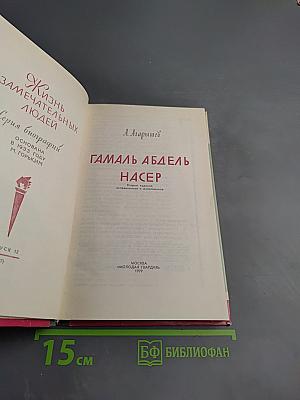 Жизнь
ЗАМЕЧАТЕЛЬНЫХ
ЛЮДЕЙ
Серия биографий
ОСНОВАНА
В 1933 ГОДУ
М. ГОРЬКИМ
А. Агарышев
ГАМАЛЬ АБДЕЛЬ
НАСЕР
МОСКВА
«МОЛОДАЯ ГВАРДИЯ»
15 см
БФ БИБЛИОФАН